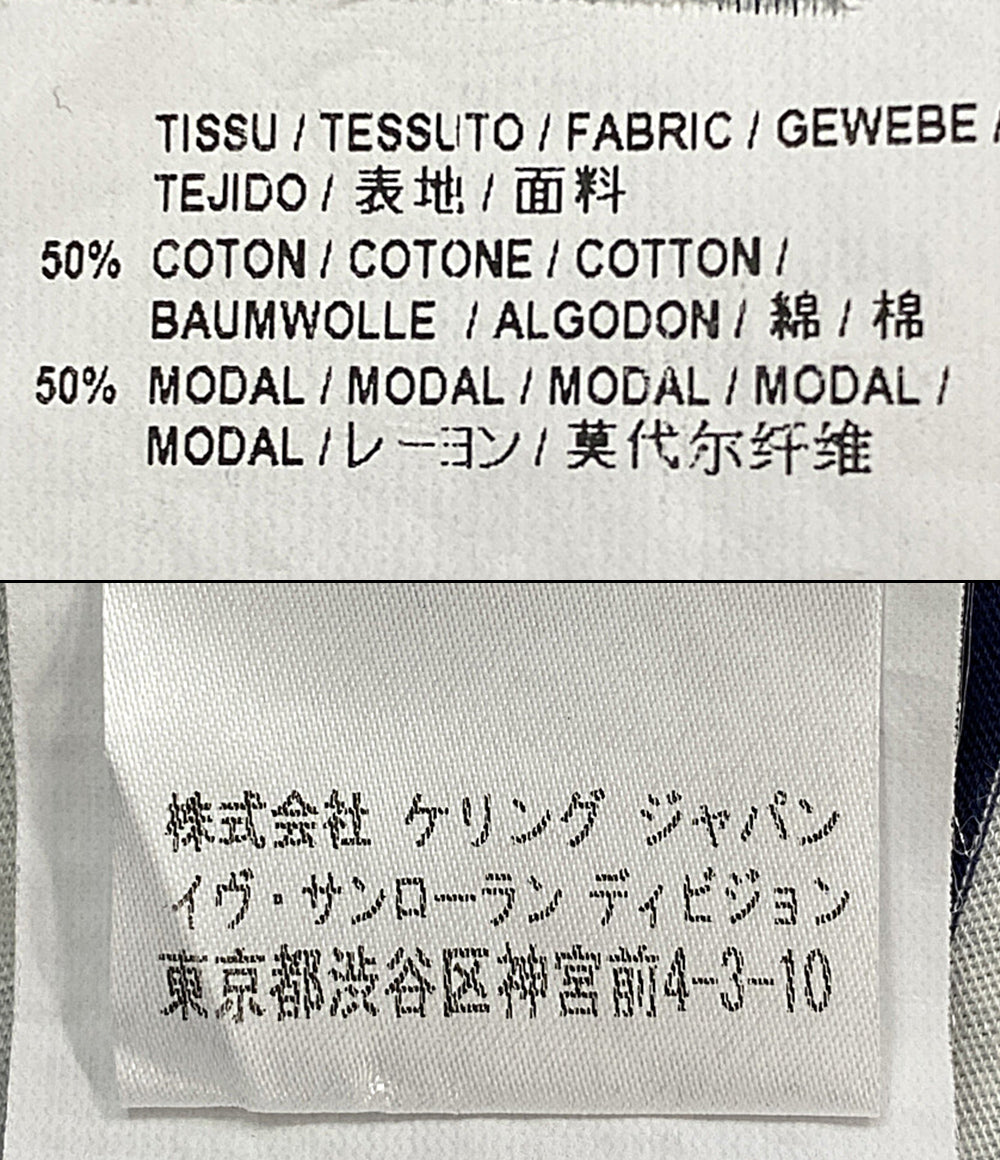 TISSU / TESSUTO / FABRIC / GEWEBE /
TEJIDO / 表地 / 面料
50% COTON / COTONE / COTTON /
BAUMWOLLE / ALGODON / 綿 / 棉
50% MODAL / MODAL / MODAL / MODAL /
MODAL / レーヨン / 莫代尔纤维
株式会社 ケリング ジャパン
イヴ・サンローラン ディビジョン
東京都渋谷区神宮前4-3-10